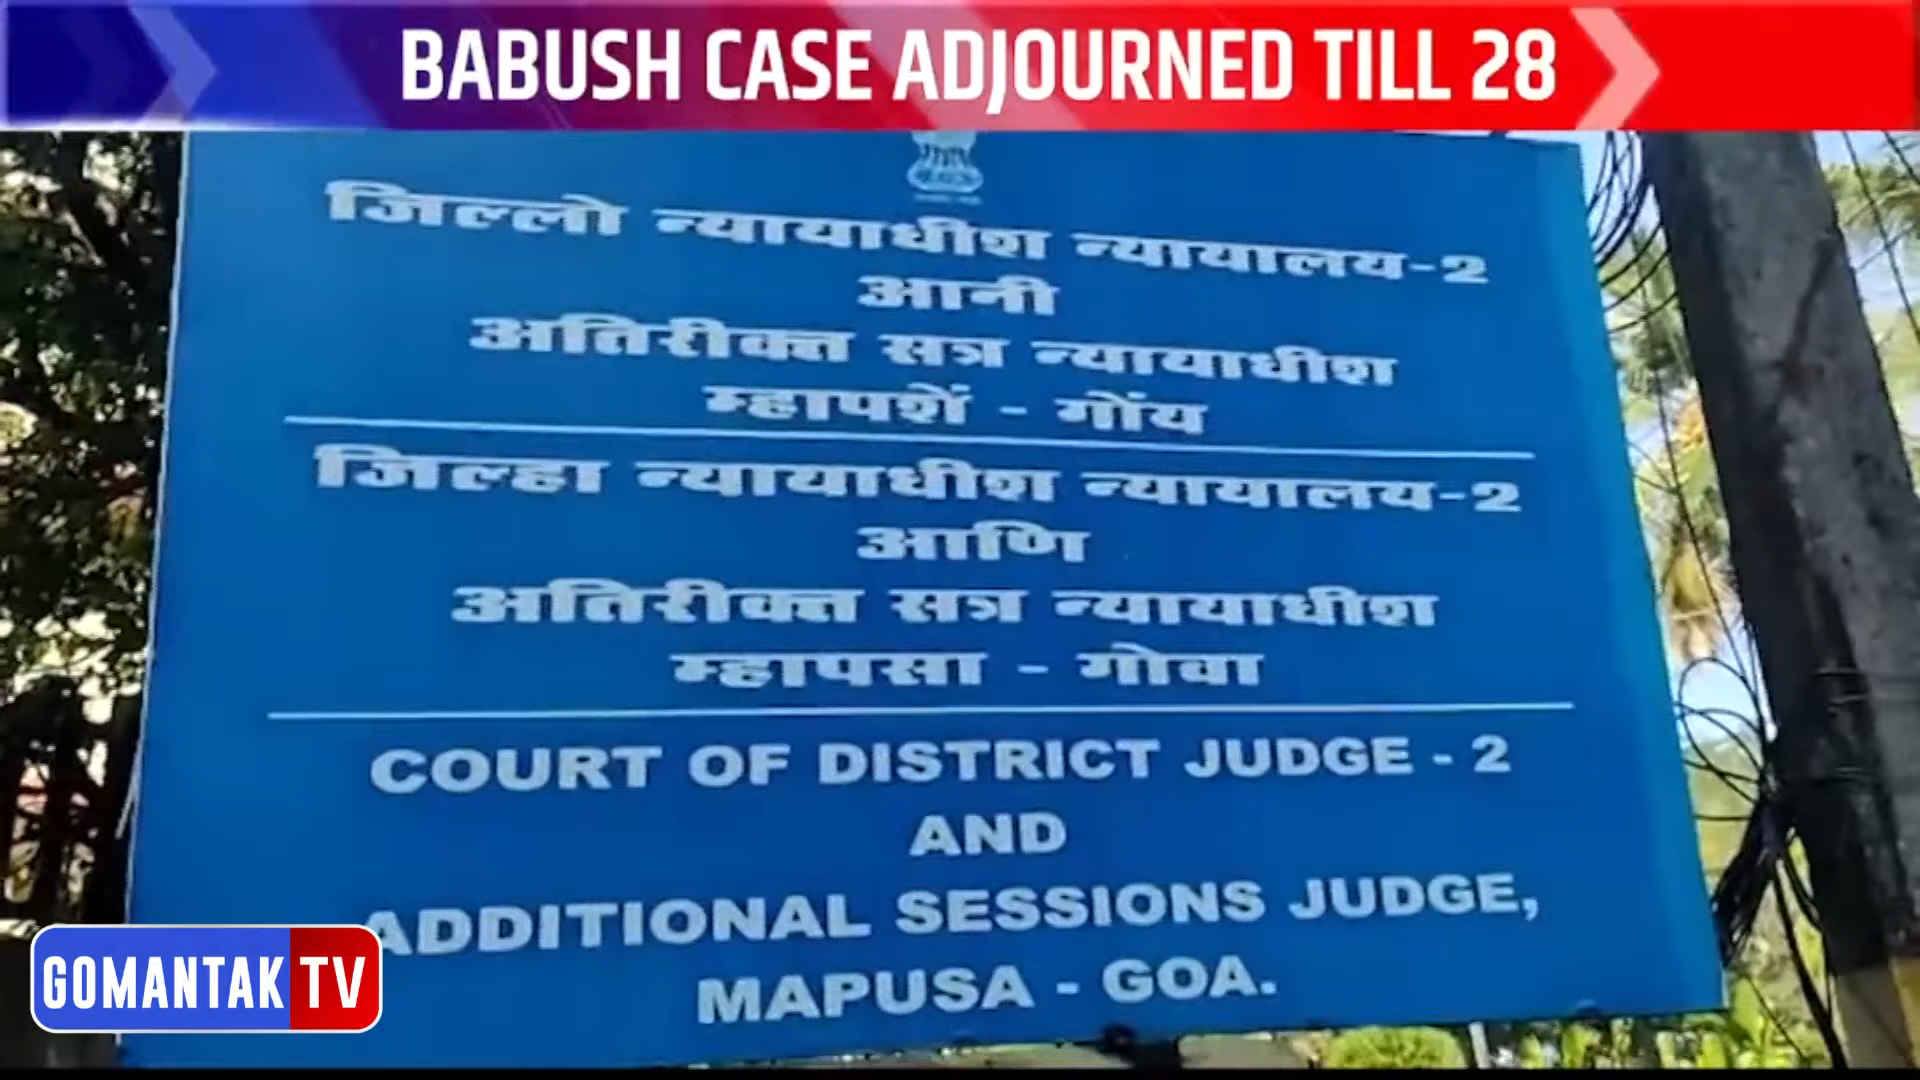 BABUSH CASE ADJOURNED TILL 28
जिल्लो न्यायाधीश न्यायालय-2
आनी
अतिरीक्त सत्र न्यायाधीश
म्हापशें - गोंय
जिल्हा न्यायाधीश न्यायालय-2
आणि
अतिरीक्त सत्र न्यायाधीश
म्हापसा - गोवा
COURT OF DISTRICT JUDGE - 2
AND
ADDITIONAL SESSIONS JUDGE,
MAPUSA - GOA.
GOMANTAK TV